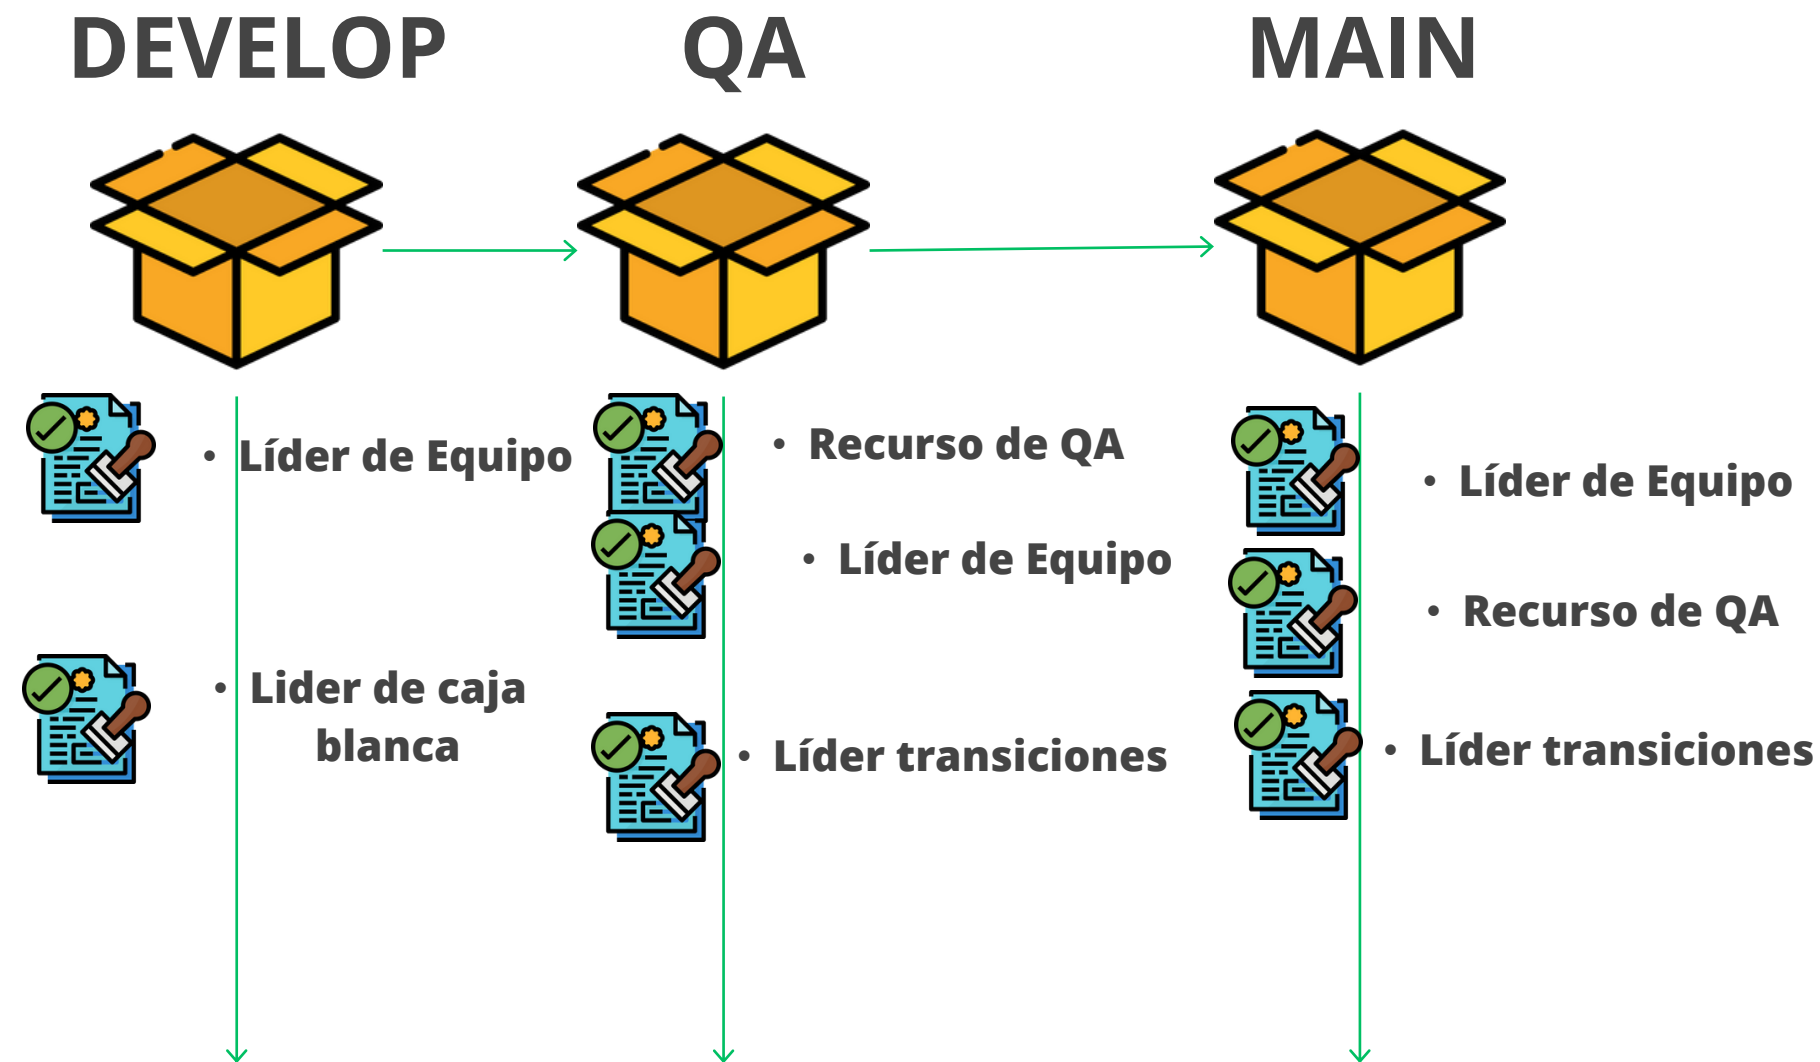 DEVELOP
QA
MAIN
• Líder de Equipo
• Lider de caja
blanca
• Recurso de QA
• Líder de Equipo
• Líder transiciones
• Líder de Equipo
• Recurso de QA
• Líder transiciones